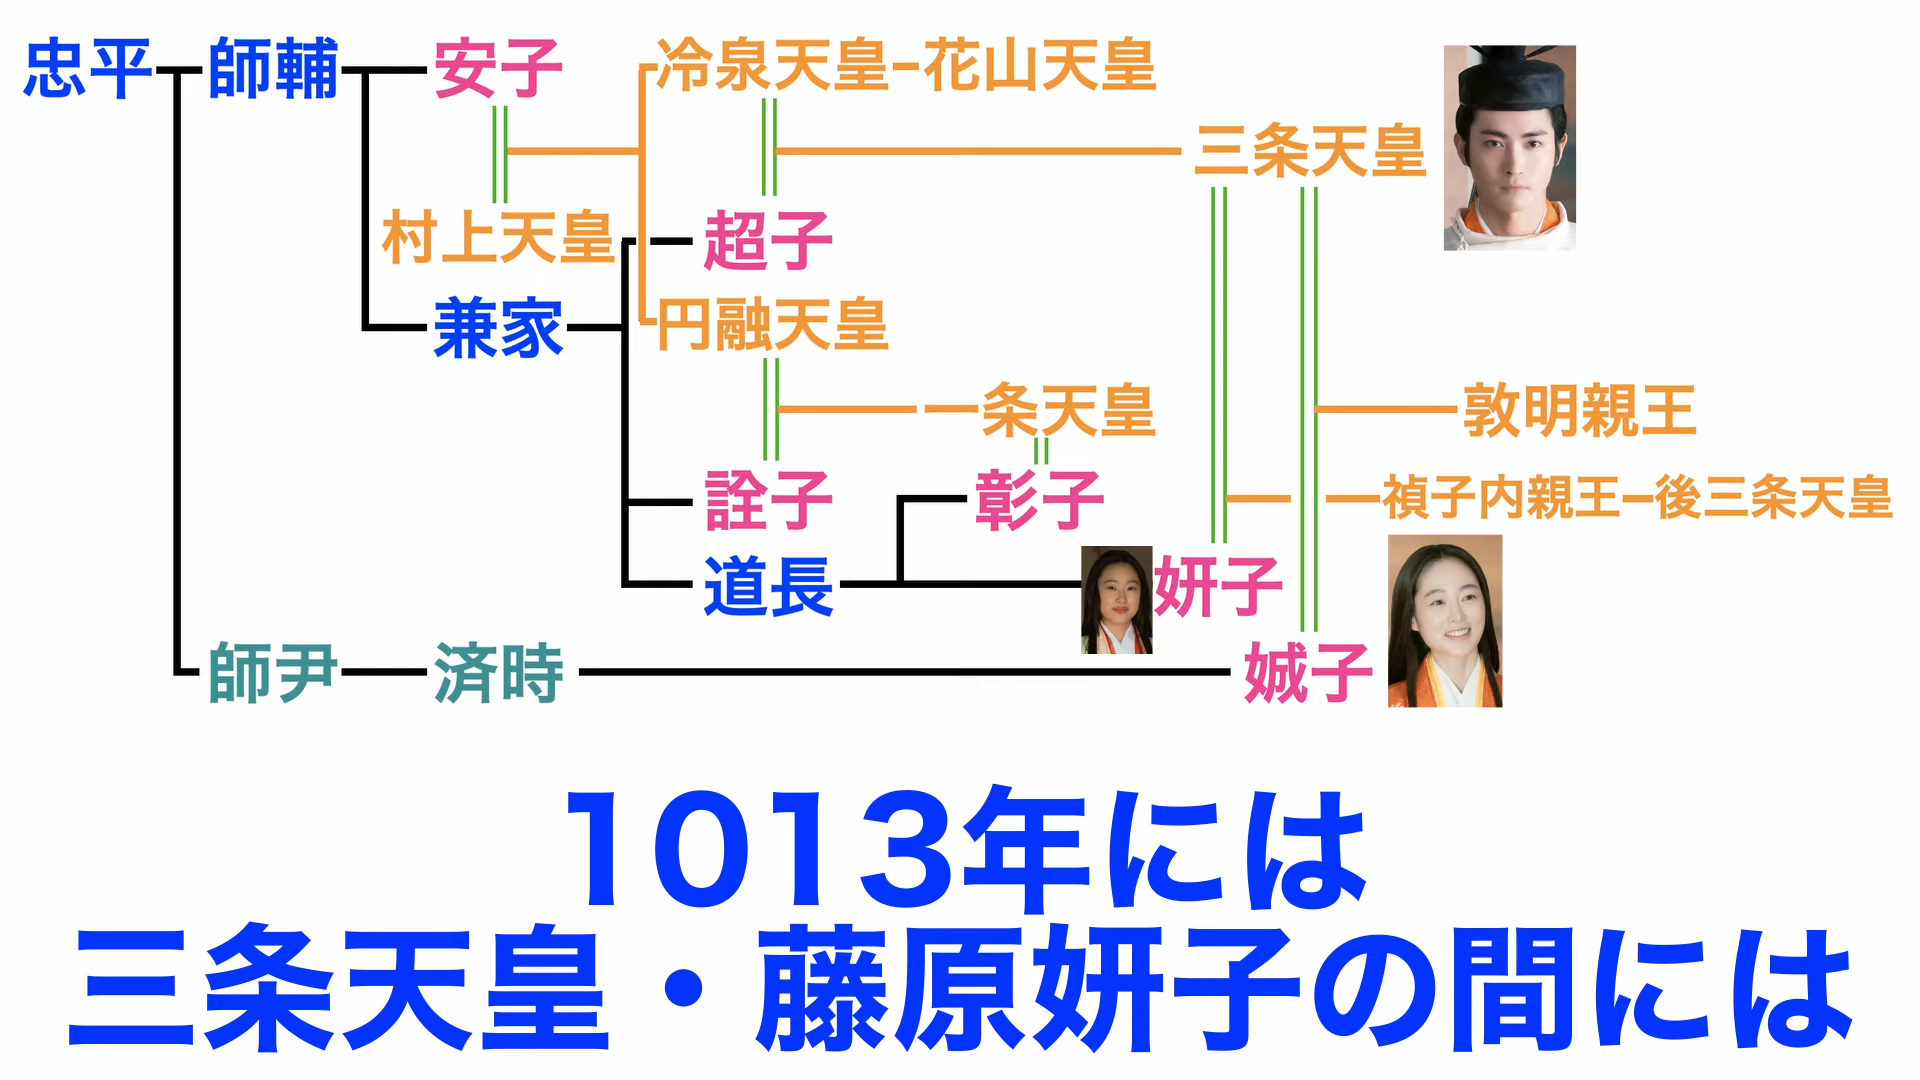 忠平 師輔 安子 冷泉天皇 花山天皇
三条天皇
村上天皇 超子
兼家 円融天皇
一条天皇 敦明親王
詮子 彰子 禎子内親王 後三条天皇
道長 妍子
師尹 済時 娍子
1013年には
三条天皇・藤原妍子の間には